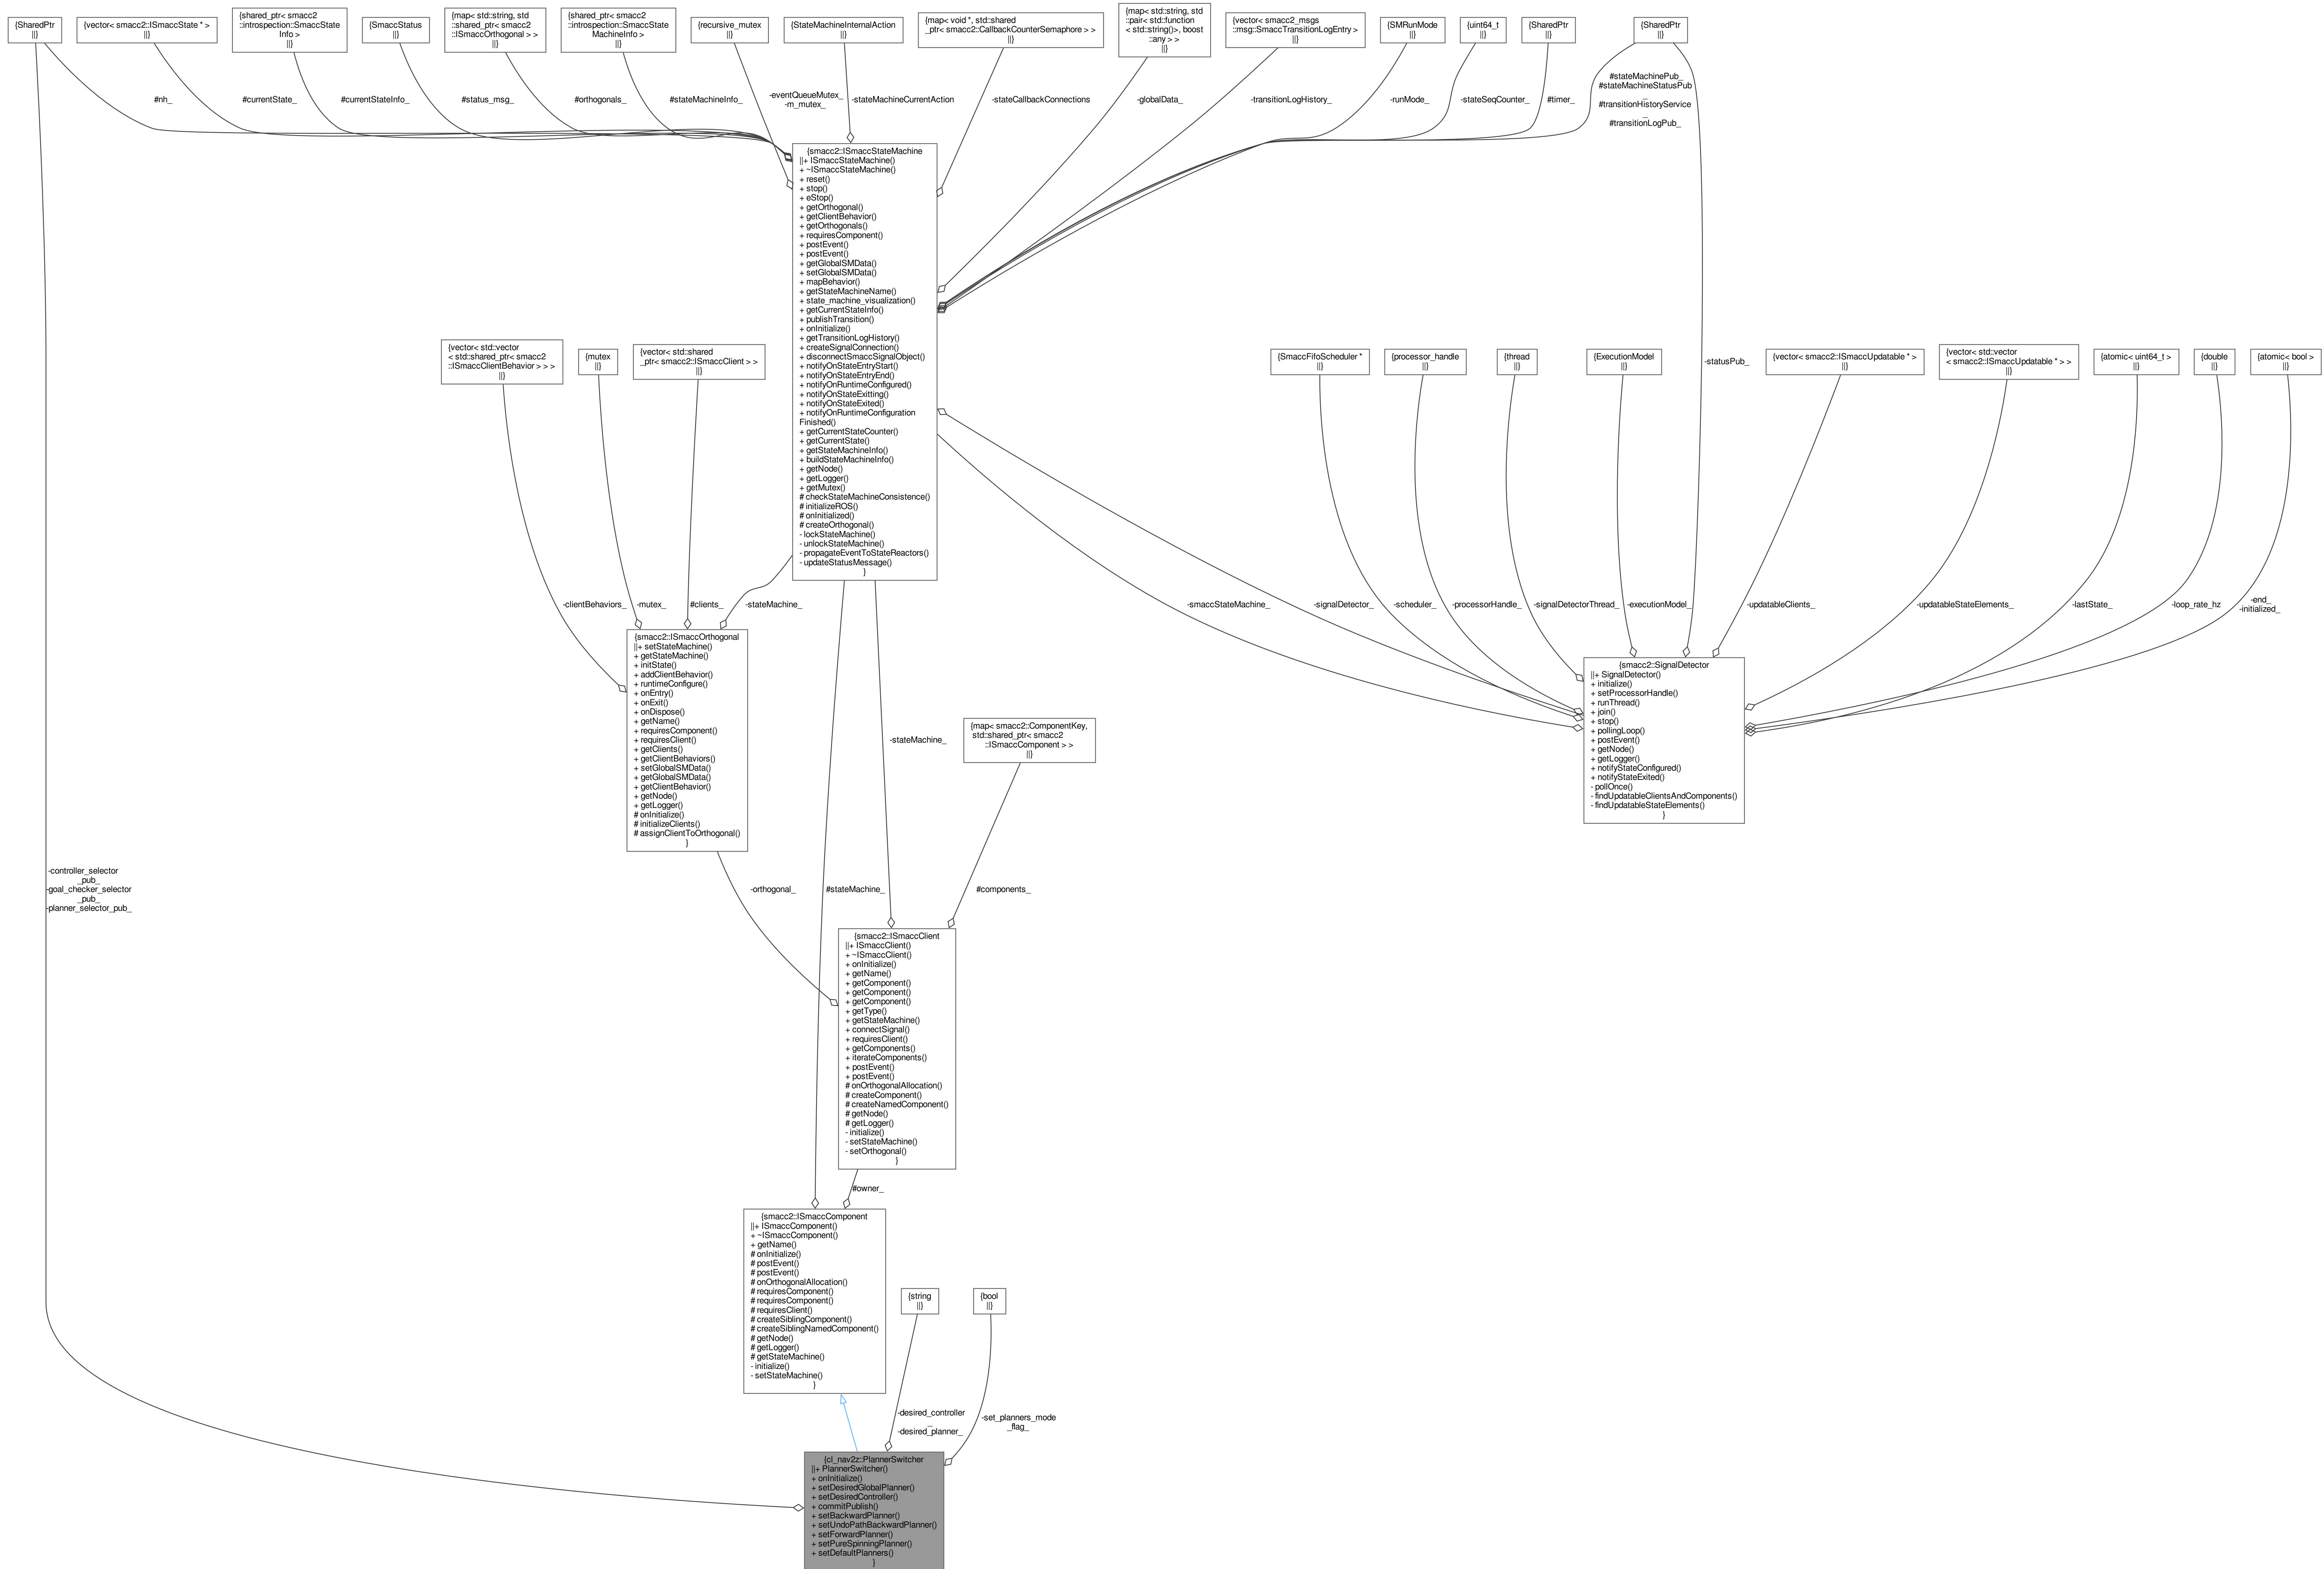 {SharedPtr
||}
{vector< smacc2::ISmaccState * >
||}
{shared_ptr< smacc2
::introspection::SmaccState
Info >
||}
{SmaccStatus
||}
{map< std::string, std
::shared_ptr< smacc2
::ISmaccOrthogonal > >
||}
{shared_ptr< smacc2
::introspection::SmaccState
MachineInfo >
||}
{recursive_mutex
||}
{StateMachineInternalAction
||}
{map< void *, std::shared
_ptr< smacc2::CallbackCounterSemaphore > >
||}
{map< std::string, std
::pair< std::function
< std::string()>, boost
::any > >
||}
{vector< smacc2_msgs
::msg::SmaccTransitionLogEntry >
||}
{SMRunMode
||}
{uint64_t
||}
{SharedPtr
||}
{SharedPtr
||}
#nh_
#currentState_
#currentStateInfo_
#status_msg_
#orthogonals_
#stateMachineInfo_
-eventQueueMutex_
-m_mutex_
-stateMachineCurrentAction
-stateCallbackConnections
-globalData_
-transitionLogHistory_
-runMode_
-stateSeqCounter_
#timer_
#stateMachinePub_
#stateMachineStatusPub
_
#transitionHistoryService
_
#transitionLogPub_
{smacc2::ISmaccStateMachine
||+ ISmaccStateMachine()
+ ~ISmaccStateMachine()
+ reset()
+ stop()
+ eStop()
+ getOrthogonal()
+ getClientBehavior()
+ getOrthogonals()
+ requiresComponent()
+ postEvent()
+ postEvent()
+ getGlobalSMData()
+ setGlobalSMData()
+ mapBehavior()
+ getStateMachineName()
+ state_machine_visualization()
+ getCurrentStateInfo()
+ publishTransition()
+ onInitialize()
+ getTransitionLogHistory()
+ createSignalConnection()
+ disconnectSmaccSignalObject()
+ notifyOnStateEntryStart()
+ notifyOnStateEntryEnd()
+ notifyOnRuntimeConfigured()
+ notifyOnStateExitting()
+ notifyOnStateExited()
+ notifyOnRuntimeConfiguration
Finished()
+ getCurrentStateCounter()
+ getCurrentState()
+ getStateMachineInfo()
+ buildStateMachineInfo()
+ getNode()
+ getLogger()
+ getMutex()
# checkStateMachineConsistence()
# initializeROS()
# onInitialized()
# createOrthogonal()
- lockStateMachine()
- unlockStateMachine()
- propagateEventToStateReactors()
- updateStatusMessage()
}
{vector< std::vector
< std::shared_ptr< smacc2
::ISmaccClientBehavior > > >
||}
{mutex
||}
{vector< std::shared
_ptr< smacc2::ISmaccClient > >
||}
{SmaccFifoScheduler *
||}
{processor_handle
||}
{thread
||}
{ExecutionModel
||}
-statusPub_
{vector< smacc2::ISmaccUpdatable * >
||}
{vector< std::vector
< smacc2::ISmaccUpdatable * > >
||}
{atomic< uint64_t >
||}
{double
||}
{atomic< bool >
||}
-clientBehaviors_
-mutex_
#clients_
-stateMachine_
-smaccStateMachine_
-signalDetector_
-scheduler_
-processorHandle_
-signalDetectorThread_
-executionModel_
-updatableClients_
-updatableStateElements_
-lastState_
-loop_rate_hz
-end_
-initialized_
{smacc2::ISmaccOrthogonal
||+ setStateMachine()
+ getStateMachine()
+ initState()
+ addClientBehavior()
+ runtimeConfigure()
+ onEntry()
+ onExit()
+ onDispose()
+ getName()
+ requiresComponent()
+ requiresClient()
+ getClients()
+ getClientBehaviors()
+ setGlobalSMData()
+ getGlobalSMData()
+ getClientBehavior()
+ getNode()
+ getLogger()
# onInitialize()
# initializeClients()
# assignClientToOrthogonal()
}
{smacc2::SignalDetector
||+ SignalDetector()
+ initialize()
+ setProcessorHandle()
+ runThread()
+ join()
+ stop()
+ pollingLoop()
+ postEvent()
+ getNode()
+ getLogger()
+ notifyStateConfigured()
+ notifyStateExited()
- pollOnce()
- findUpdatableClientsAndComponents()
- findUpdatableStateElements()
}
-stateMachine_
{map< smacc2::ComponentKey,
std::shared_ptr< smacc2
::ISmaccComponent > >
||}
-controller_selector
_pub_
-goal_checker_selector
_pub_
-planner_selector_pub_
-orthogonal_
#stateMachine_
#components_
{smacc2::ISmaccClient
||+ ISmaccClient()
+ ~ISmaccClient()
+ onInitialize()
+ getName()
+ getComponent()
+ getComponent()
+ getComponent()
+ getType()
+ getStateMachine()
+ connectSignal()
+ requiresClient()
+ getComponents()
+ iterateComponents()
+ postEvent()
+ postEvent()
# onOrthogonalAllocation()
# createComponent()
# createNamedComponent()
# getNode()
# getLogger()
- initialize()
- setStateMachine()
- setOrthogonal()
}
#owner_
{smacc2::ISmaccComponent
||+ ISmaccComponent()
+ ~ISmaccComponent()
+ getName()
# onInitialize()
# postEvent()
# postEvent()
# onOrthogonalAllocation()
# requiresComponent()
# requiresComponent()
# requiresClient()
# createSiblingComponent()
# createSiblingNamedComponent()
# getNode()
# getLogger()
# getStateMachine()
- initialize()
- setStateMachine()
}
{string
||}
{bool
||}
-desired_controller
_
-desired_planner_
-set_planners_mode
_flag_
{cl_nav2z::PlannerSwitcher
||+ PlannerSwitcher()
+ onInitialize()
+ setDesiredGlobalPlanner()
+ setDesiredController()
+ commitPublish()
+ setBackwardPlanner()
+ setUndoPathBackwardPlanner()
+ setForwardPlanner()
+ setPureSpinningPlanner()
+ setDefaultPlanners()
}